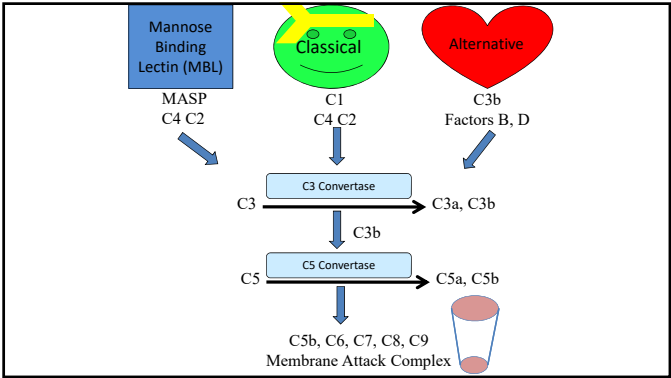 Mannose
Binding
Lectin (MBL)
Classical
Alternative
MASP
C4 C2
C1
C4 C2
C3b
Factors B, D
C3 Convertase
C3
C3a, C3b
C3b
C5 Convertase
C5
C5a, C5b
C5b, C6, C7, C8, C9
Membrane Attack Complex